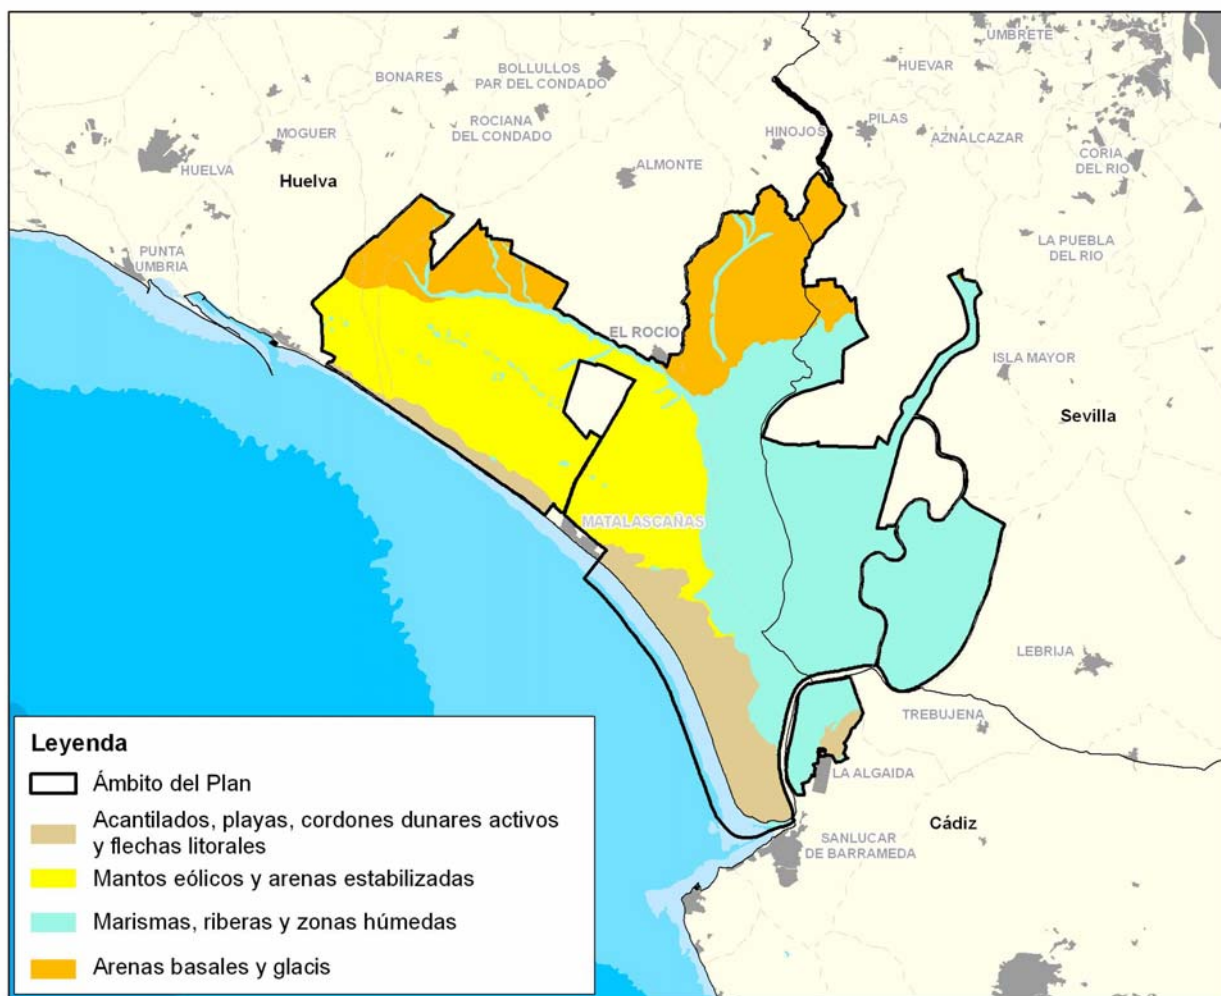 UMBRETE
BOLLULLOS
PAR DEL CONDADO
HUEVAR
BONARES
ROCIANA
DEL CONDADO
PILAS
MOGUER
HINOJOS
AZNALCAZAR
CORIA
DEL RIO
HUELVA
ALMONTE
Huelva
PUNTA
UMBRIA
LA PUEBLA
DEL RIO
EL ROCIO
ISLA MAYOR
Sevilla
MATALASCAÑAS
LEBRIJA
TREBUJENA
LA ALGAIDA
Cádiz
SANLUCAR
DE BARRAMEDA
Leyenda
Ámbito del Plan
Acantilados, playas, cordones dunares activos
y flechas litorales
Mantos eólicos y arenas estabilizadas
Marismas, riberas y zonas húmedas
Arenas basales y glacis